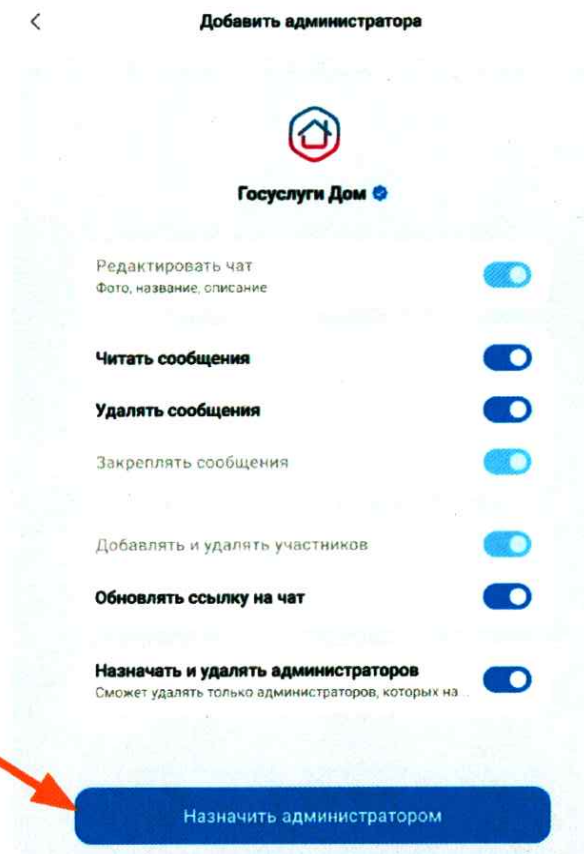 Добавить администратора
Госуслуги Дом
Редактировать чат
Фото, название, описание
Читать сообщения
Удалять сообщения
Закреплять сообщения
Добавлять и удалять участников
Обновлять ссылку на чат
Назначать и удалять администраторов
Сможет удалять только администраторов, которых на...
Назначить администратором